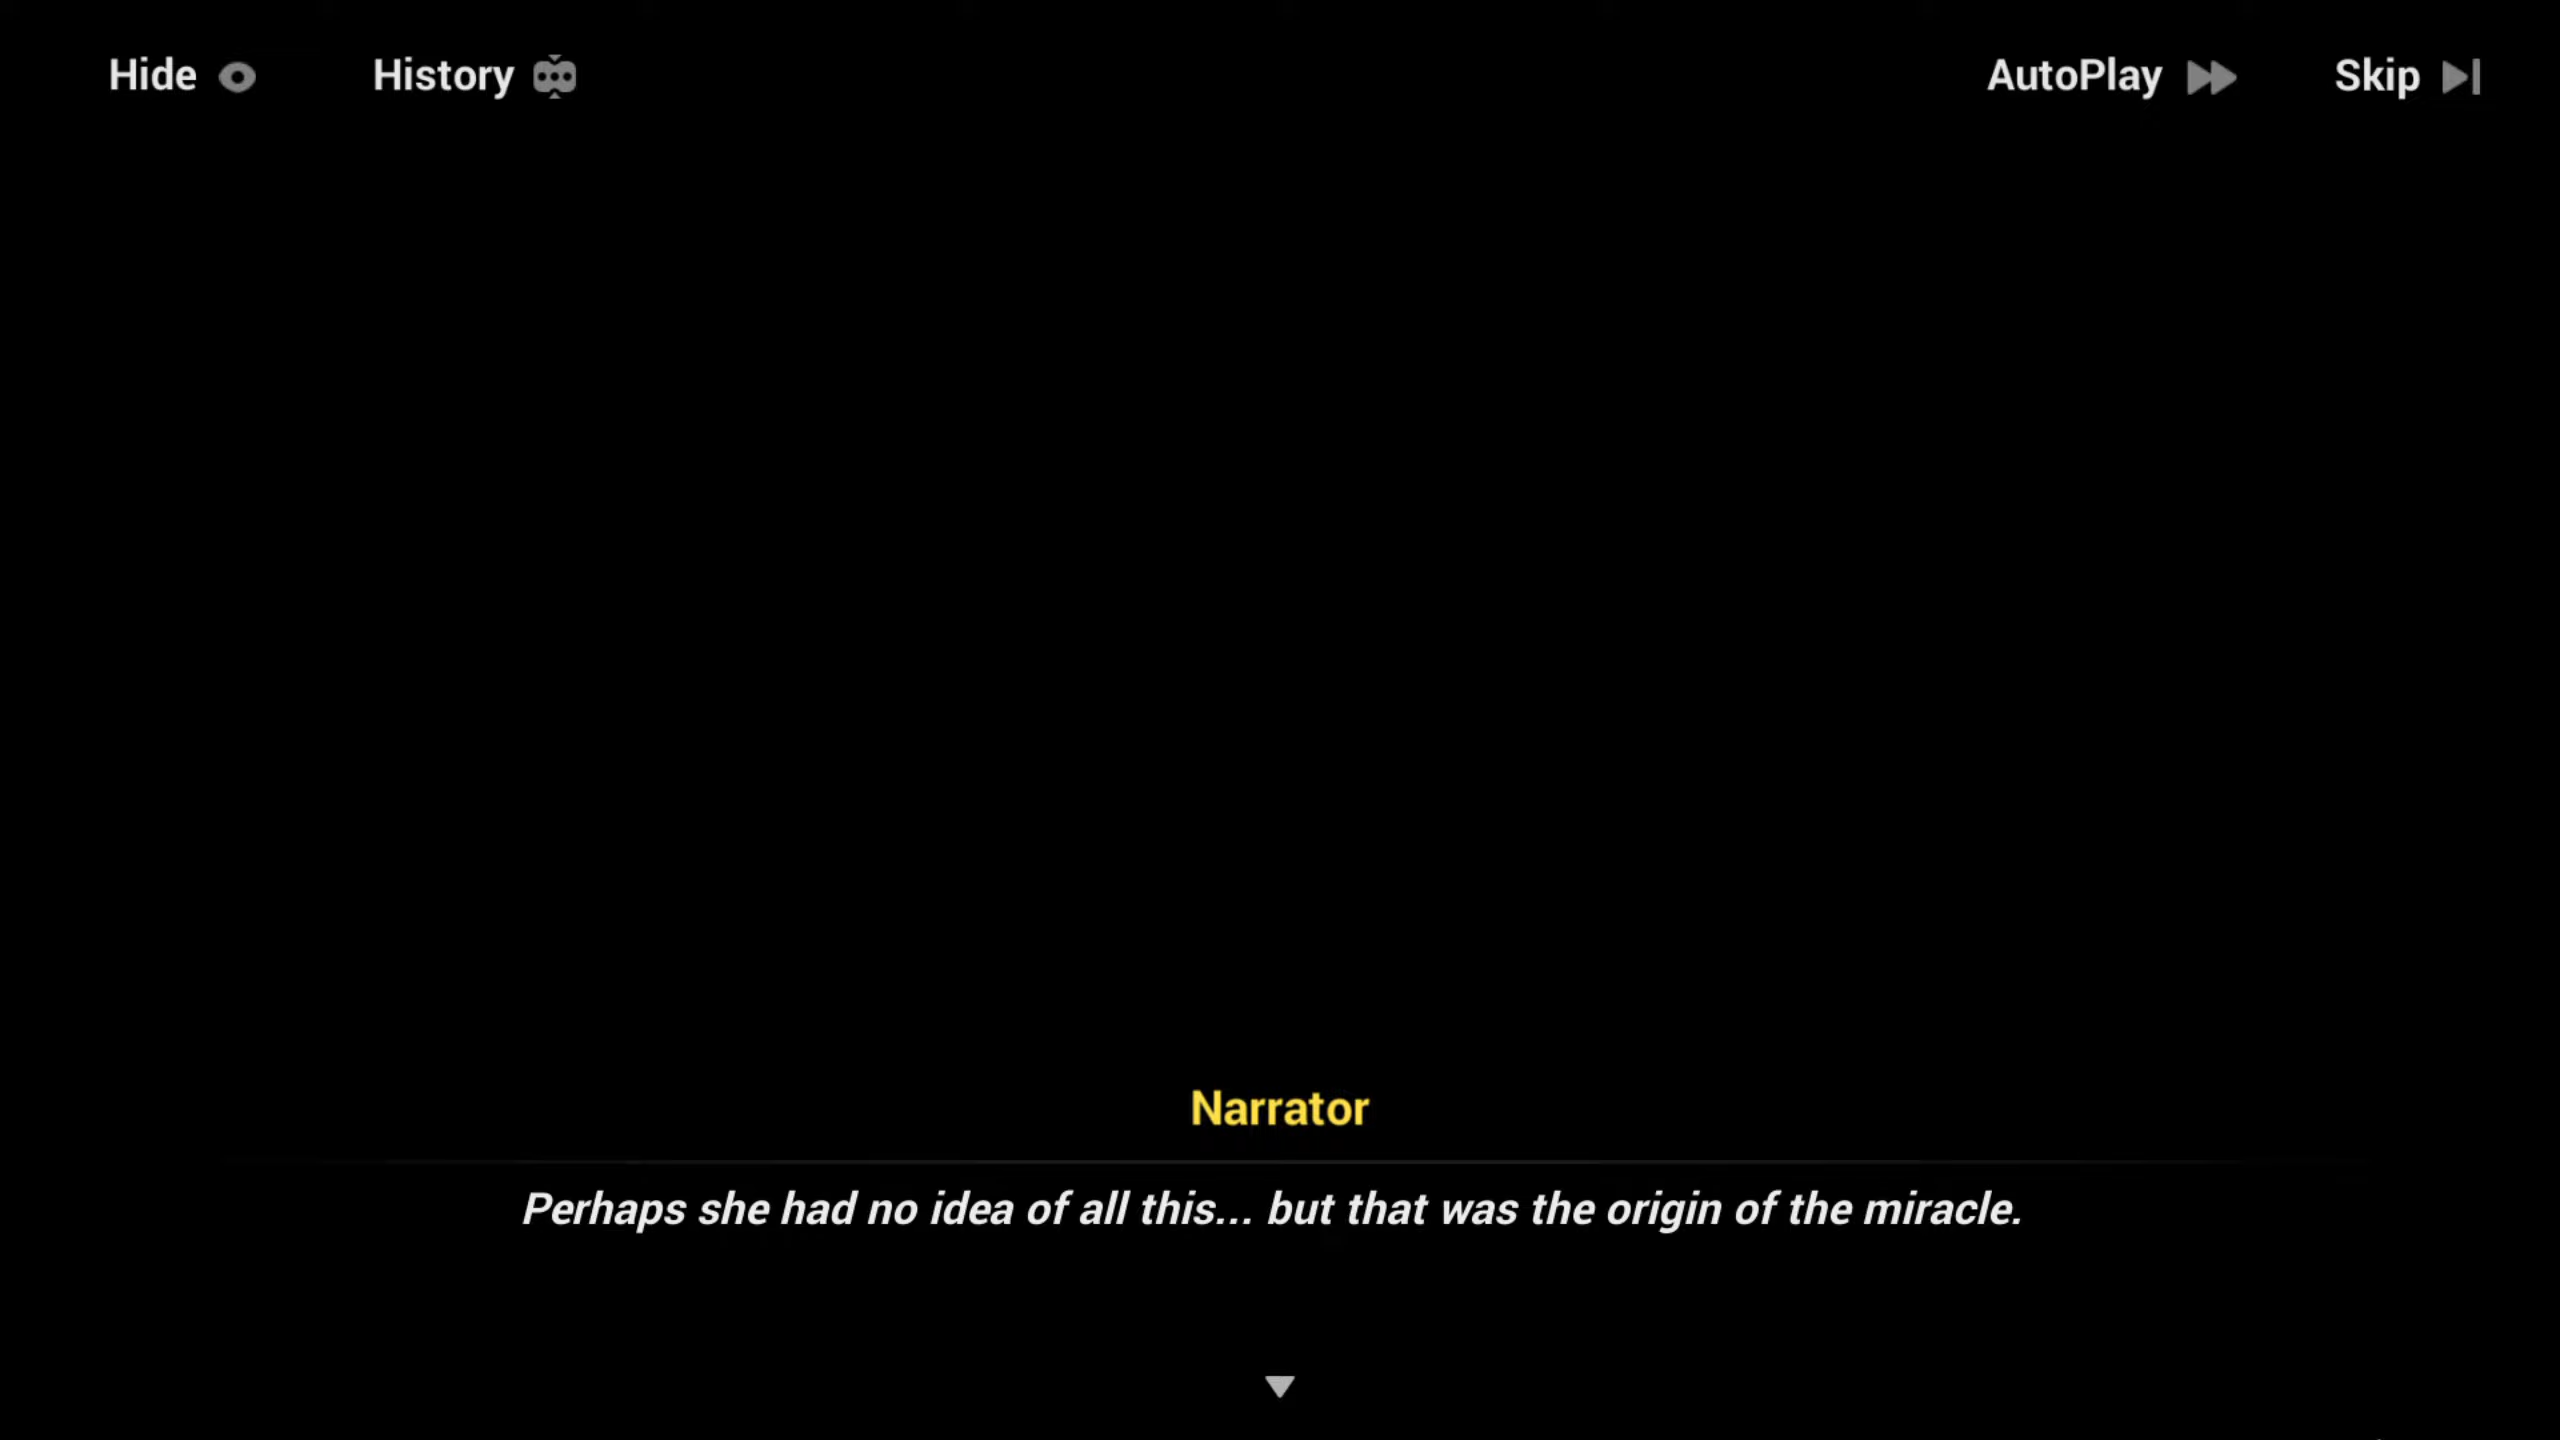 Hide
History
AutoPlay
Skip
Narrator
Perhaps she had no idea of all this... but that was the origin of the miracle.